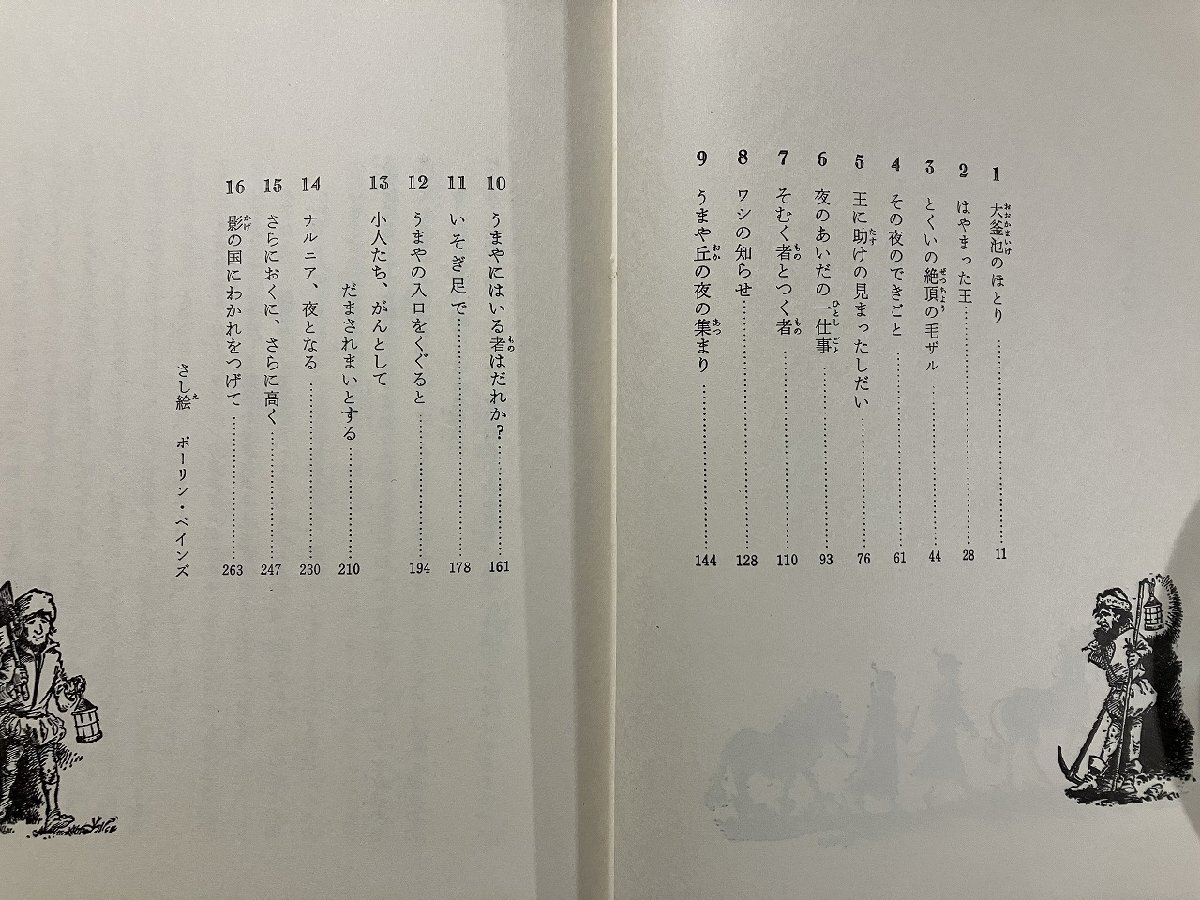 1 大釜池のほとり 11
2 はやまった王 28
3 とくいの絶頂の毛ザル 44
4 その夜のできごと 61
5 王に助けの見まったしだい 76
6 夜のあいだの一仕事 93
7 そむく者とつく者 110
8 ワシの知らせ 128
9 うまや丘の夜の集まり 144
10 うまやにはいる者はだれか? 161
11 いそぎ足で 178
12 うまやの入口をくぐると 194
13 小人たち、がんとして
だまされまいとする 210
14 ナルニア、夜となる 230
15 さらにおくに、さらに高く 247
16 影の国にわかれをつげて 263
さし絵 ポーリン・ベインズ